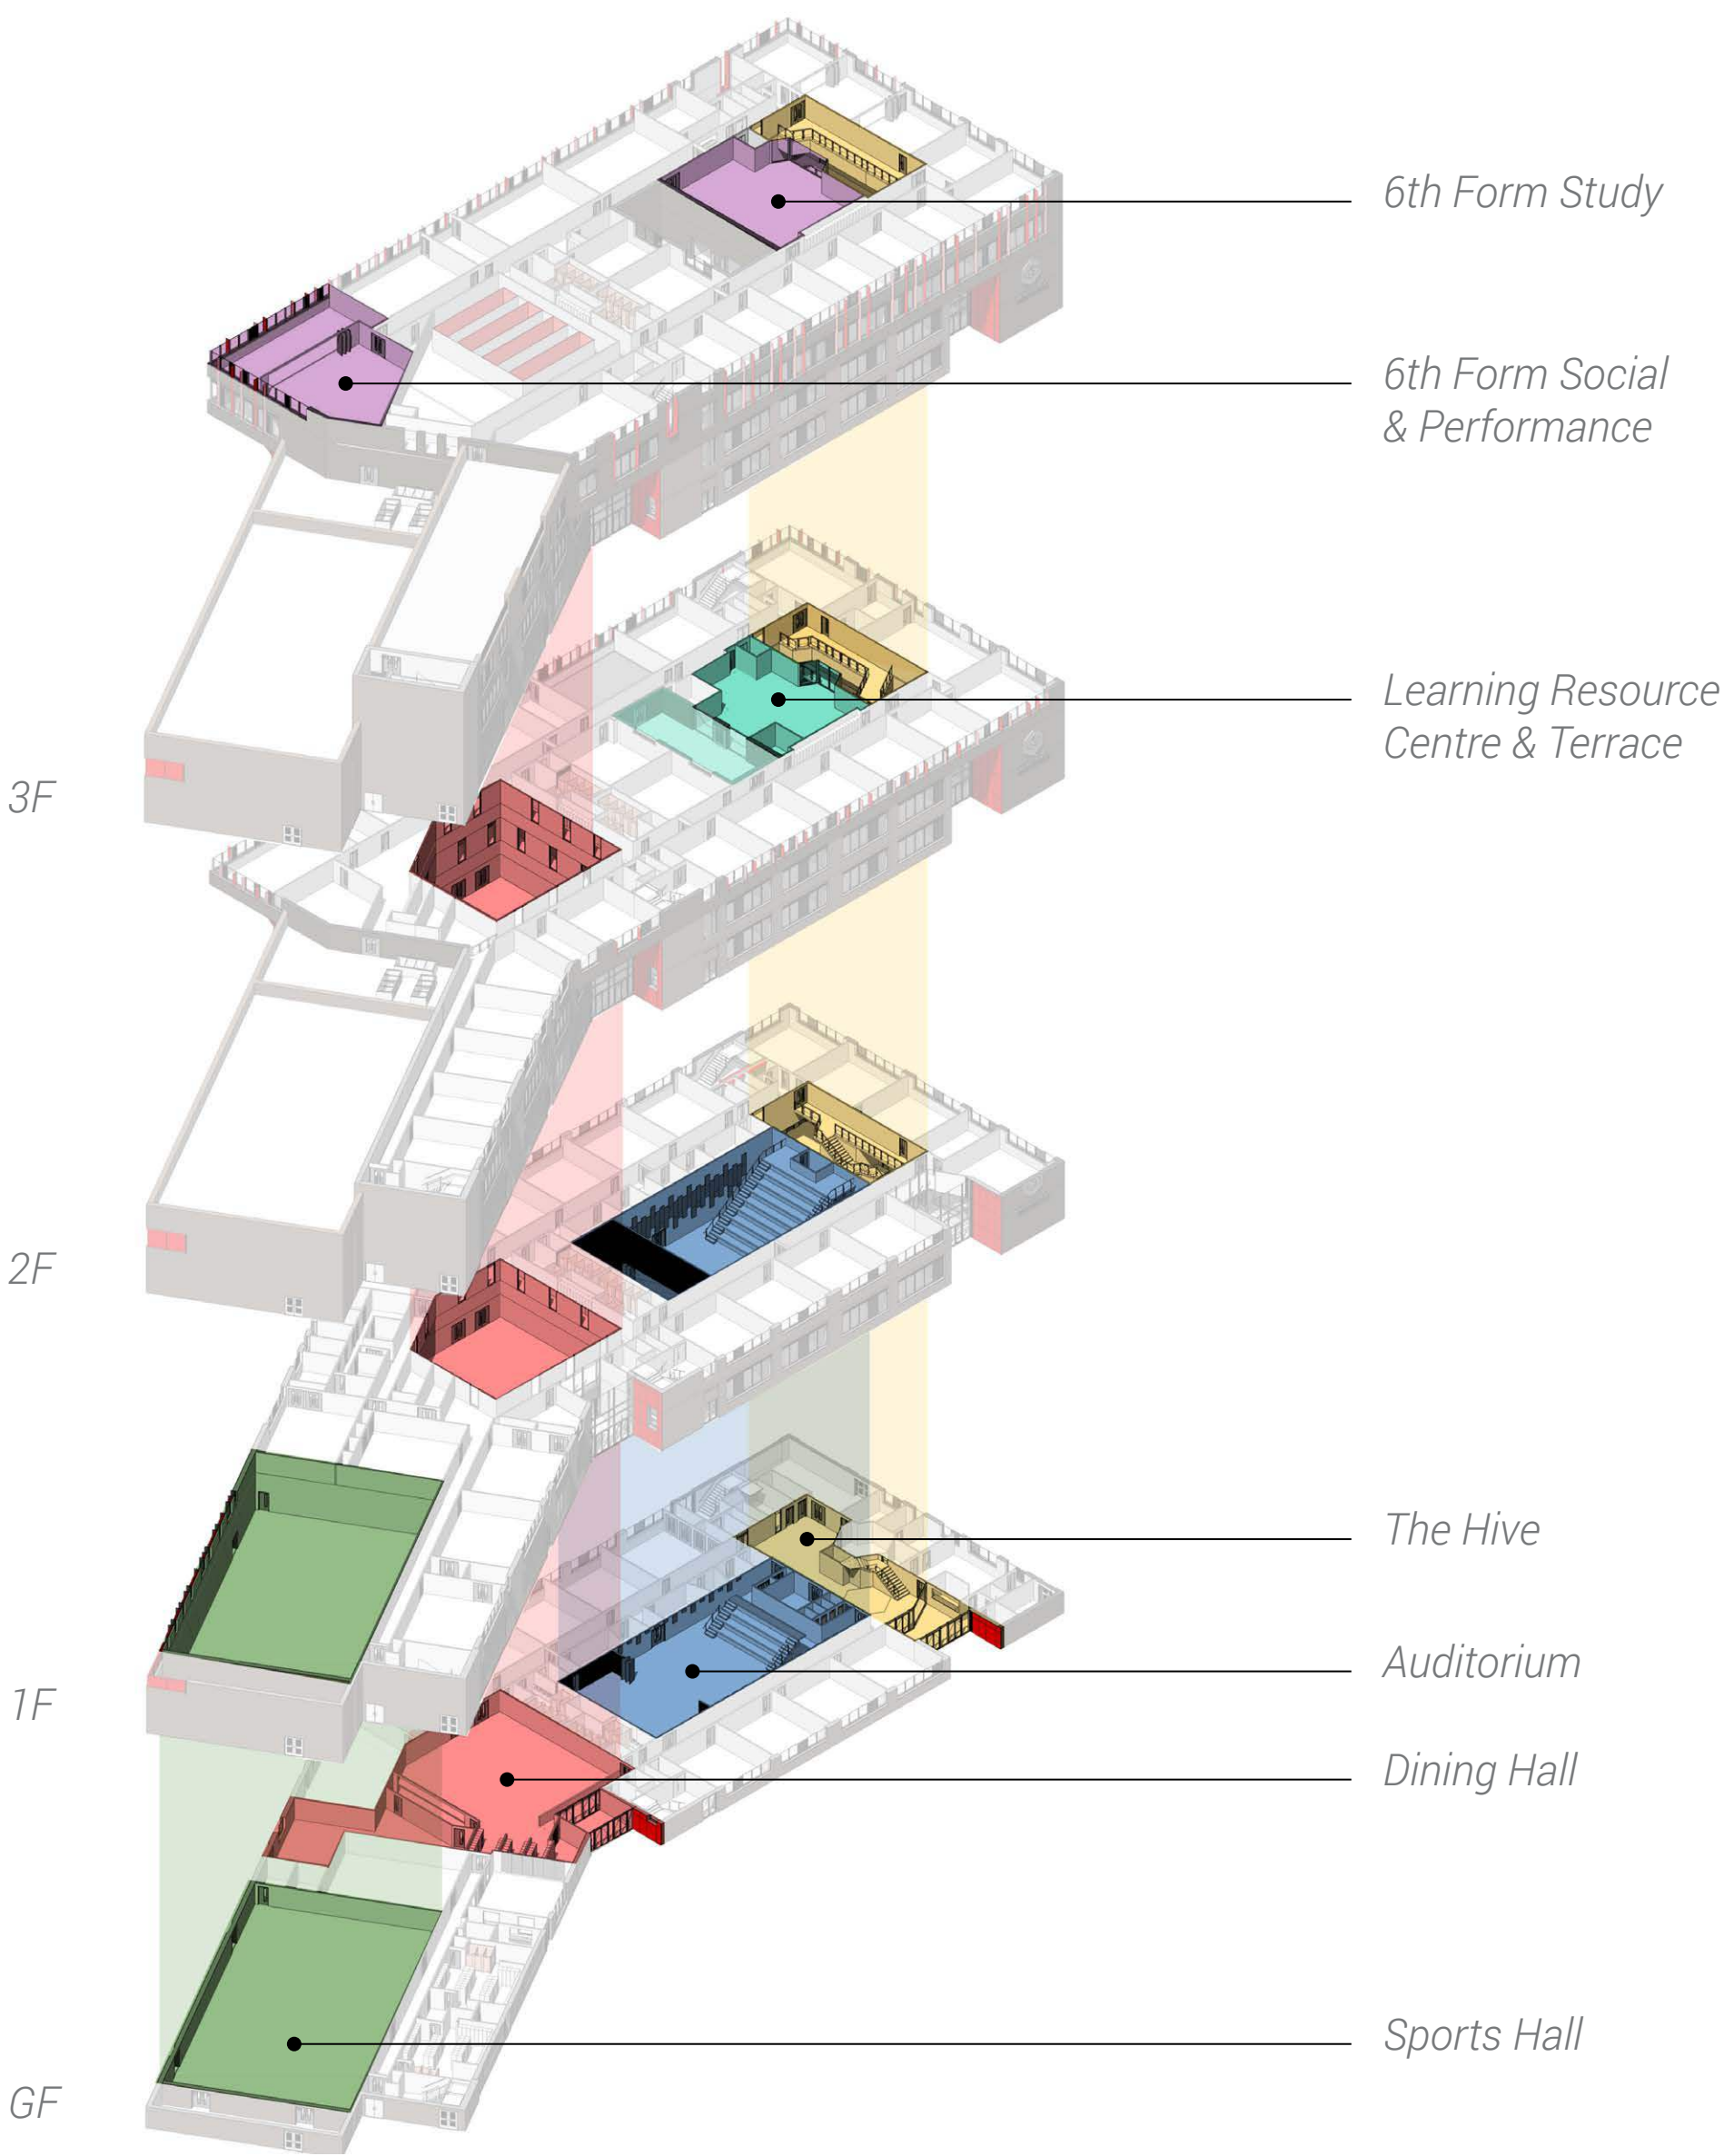 6th Form Study
6th Form Social
& Performance
Learning Resource
Centre & Terrace
3F
2F
The Hive
Auditorium
1F
Dining Hall
Sports Hall
GF